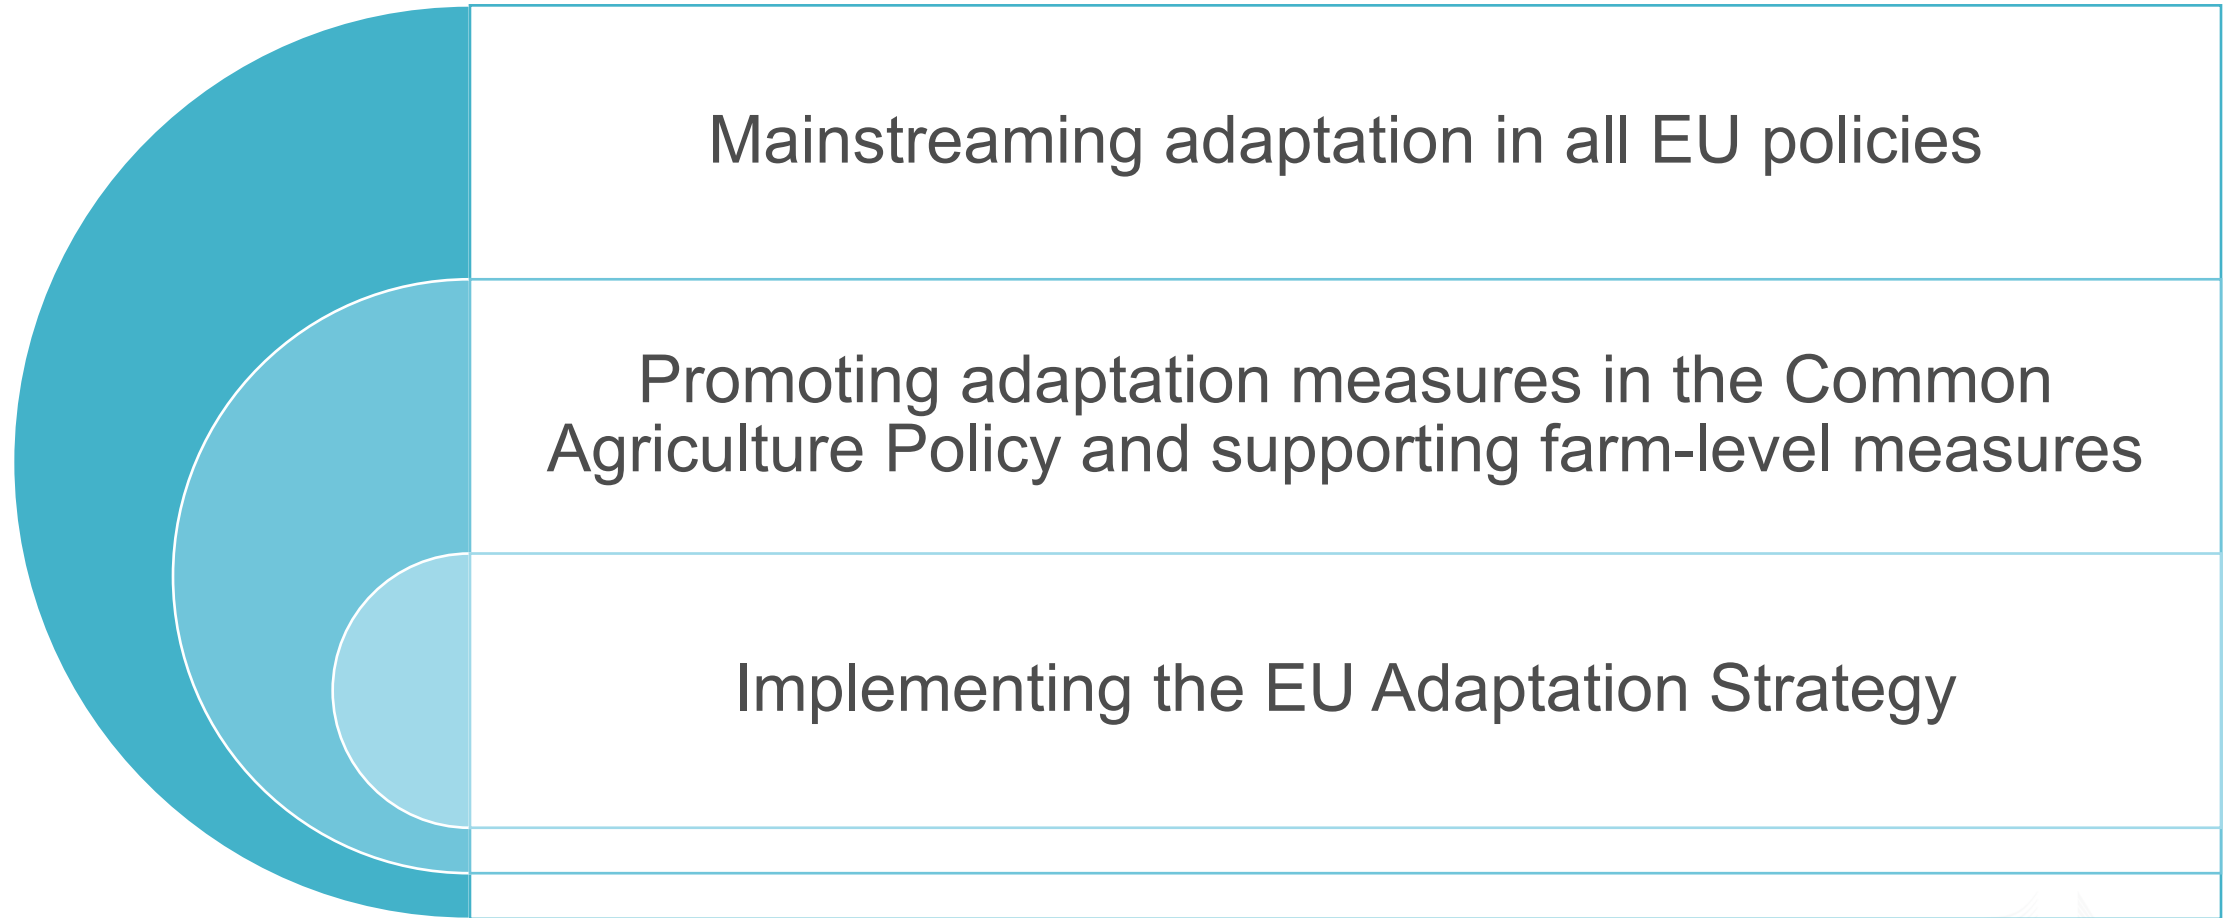 Mainstreaming adaptation in all EU policies
Promoting adaptation measures in the Common
Agriculture Policy and supporting farm-level measures
Implementing the EU Adaptation Strategy